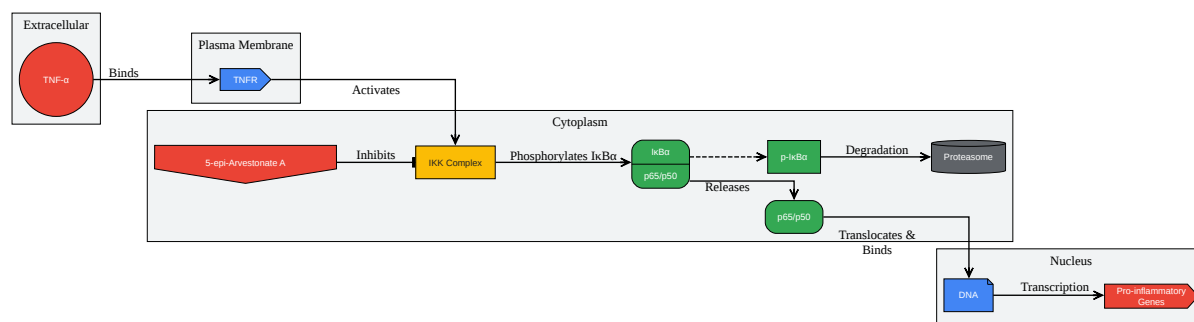 Extracellular
TNF-α
Binds
Plasma Membrane
TNFR
Activates
Cytoplasm
5-epi-Arvestonate A
Inhibits
IKK Complex
Phosphorylates IκBα
IκBα
p65/p50
p-IκBα
Degradation
Proteasome
Releases
p65/p50
Translocates &
Binds
Nucleus
DNA
Transcription
Pro-inflammatory
Genes